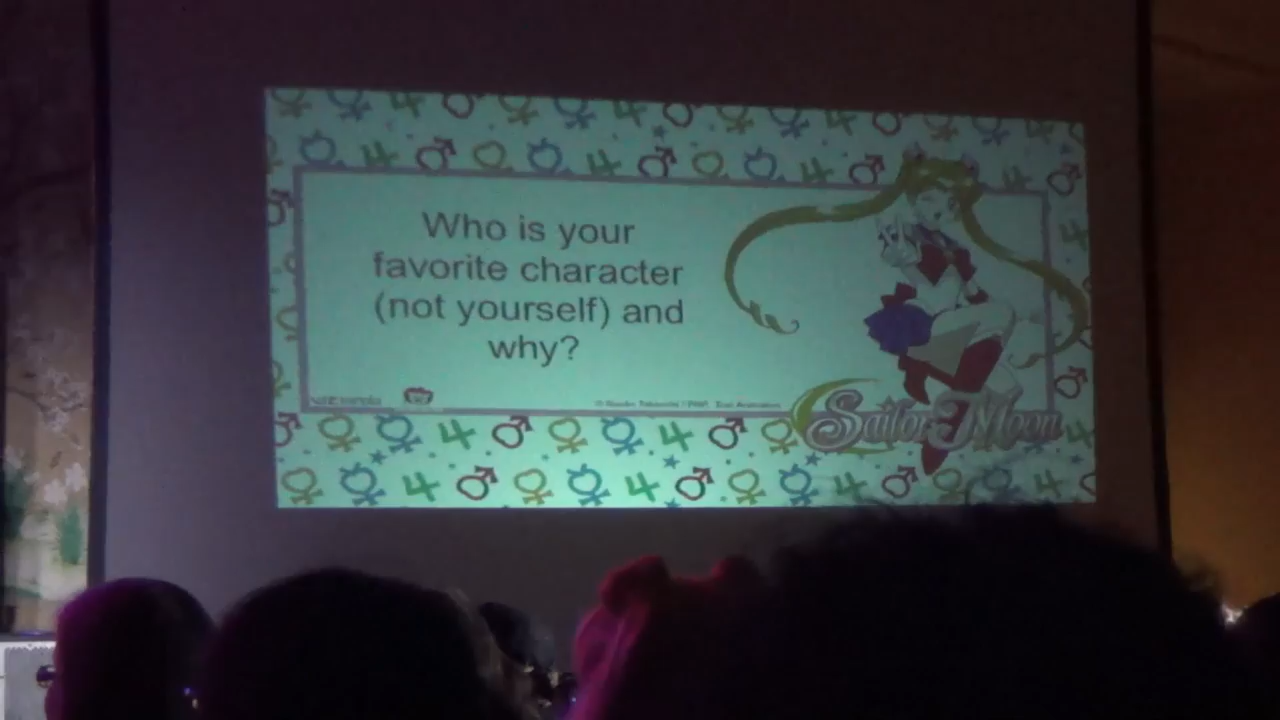 Who is your
favorite character
(not yourself) and
why?
Sailor Moon